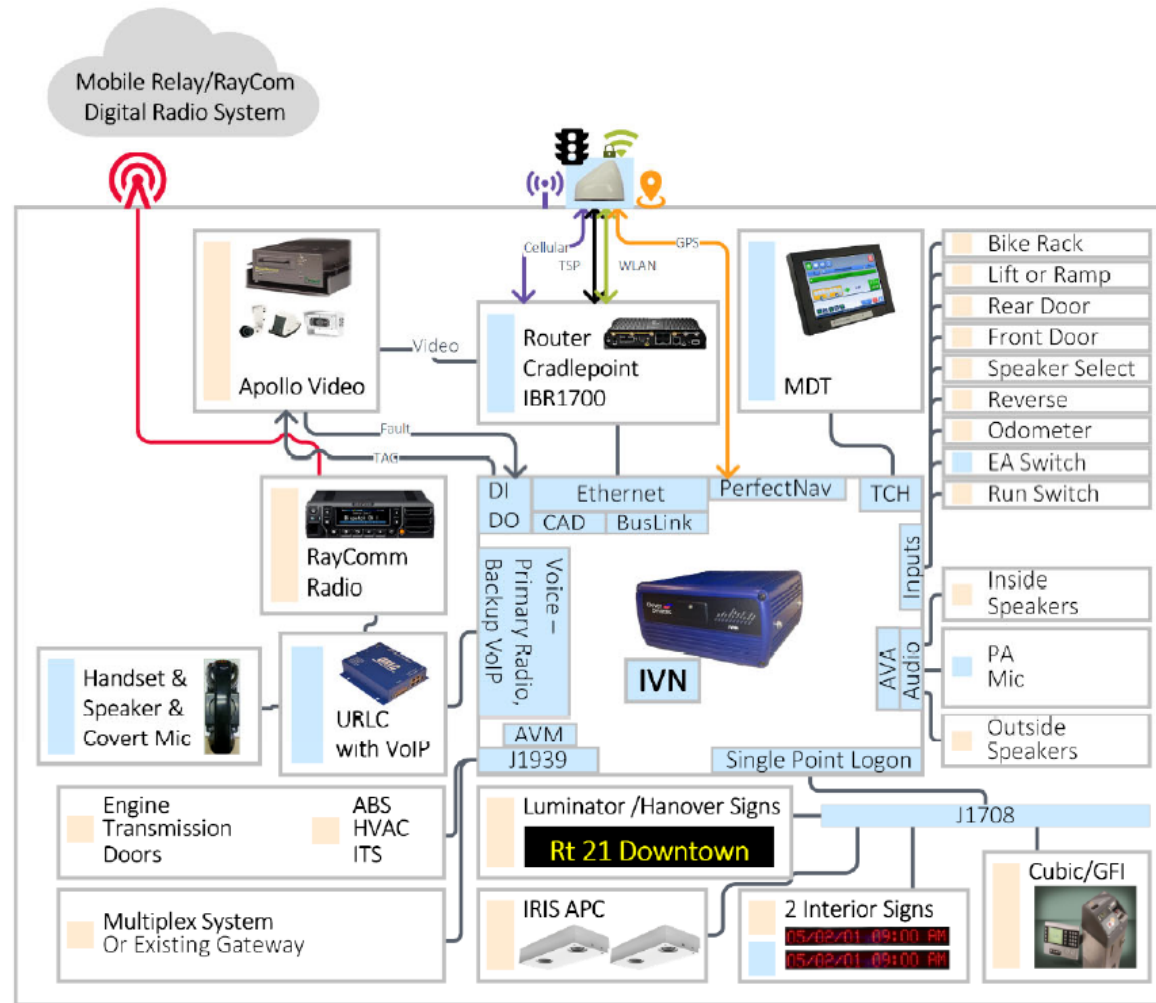 Mobile Relay/RayCom
Digital Radio System
Cellular
TSP
WLAN
GPS
Apollo Video
Video
Router
Cradlepoint
IBR1700
MDT
Bike Rack
Lift or Ramp
Rear Door
Front Door
Speaker Select
Reverse
Odometer
EA Switch
Run Switch
Fault
TAG
RayComm
Radio
DI
DO
Ethernet
CAD
BusLink
PerfectNav
TCH
Inputs
Voice –
Primary Radio,
Backup VoIP
IVN
AVA
Audio
Inside
Speakers
PA
Mic
Outside
Speakers
Handset &
Speaker &
Covert Mic
URLC
with VoIP
AVM
J1939
Single Point Logon
J1708
Engine
Transmission
Doors
ABS
HVAC
ITS
Multiplex System
Or Existing Gateway
Luminator /Hanover Signs
Rt 21 Downtown
IRIS APC
2 Interior Signs
05/02/01 09:00 AM
05/02/01 09:00 AM
Cubic/GFI